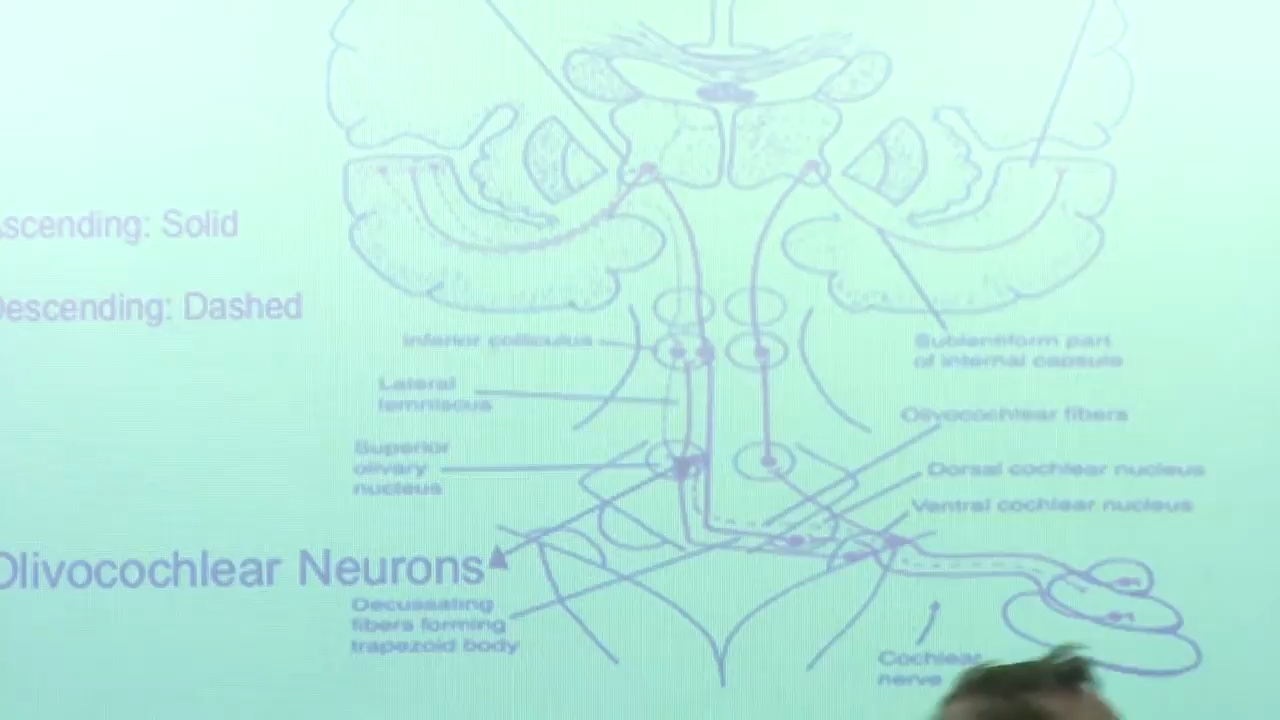 Ascending: Solid
Descending: Dashed
Inferior colliculus
Lateral
lemniscus
Superior
olivary
nucleus
Olivocochlear Neurons
Decussating
fibers forming
trapezoid body
Sublentiform part
of internal capsule
Olivocochlear fibers
Dorsal cochlear nucleus
Ventral cochlear nucleus
Cochlear
nerve